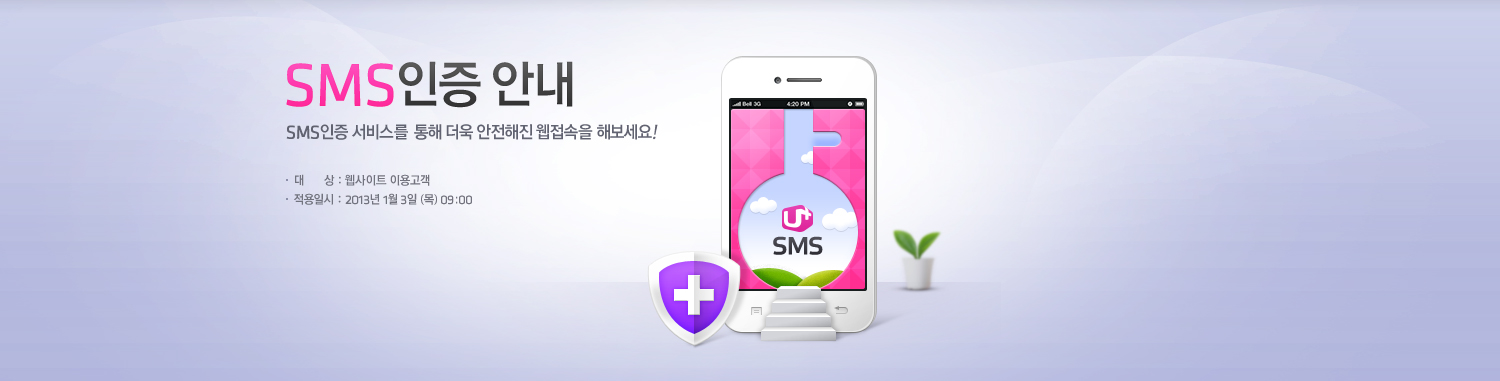 SMS인증 안내
SMS인증 서비스를 통해 더욱 안전해진 웹접속을 해보세요!
· 대 상 : 웹사이트 이용고객
· 적용일시 : 2013년 1월 3일 (목) 09:00
Bell 3G 4:20 PM
U+
SMS